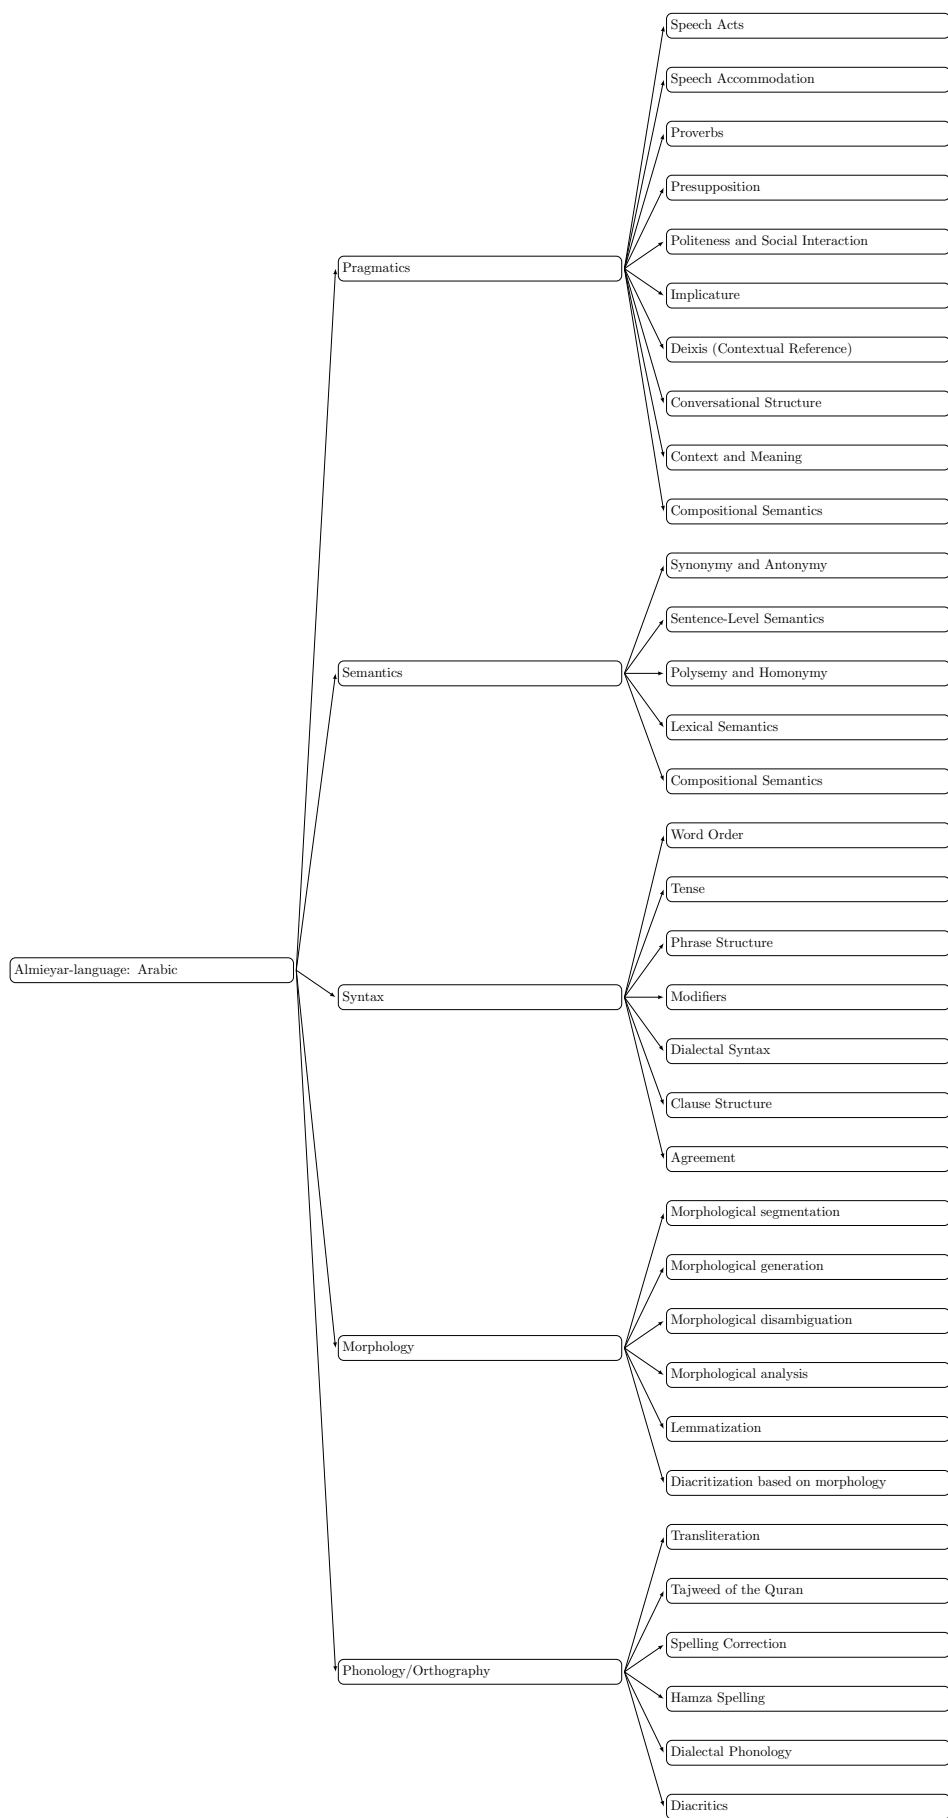 Almieyar-language: Arabic
Pragmatics
Speech Acts
Speech Accommodation
Proverbs
Presupposition
Politeness and Social Interaction
Implicature
Deixis (Contextual Reference)
Conversational Structure
Context and Meaning
Compositional Semantics
Semantics
Synonymy and Antonymy
Sentence-Level Semantics
Polysemy and Homonymy
Lexical Semantics
Compositional Semantics
Syntax
Word Order
Tense
Phrase Structure
Modifiers
Dialectal Syntax
Clause Structure
Agreement
Morphology
Morphological segmentation
Morphological generation
Morphological disambiguation
Morphological analysis
Lemmatization
Diacritization based on morphology
Phonology/Orthography
Transliteration
Tajweed of the Quran
Spelling Correction
Hamza Spelling
Dialectal Phonology
Diacritics